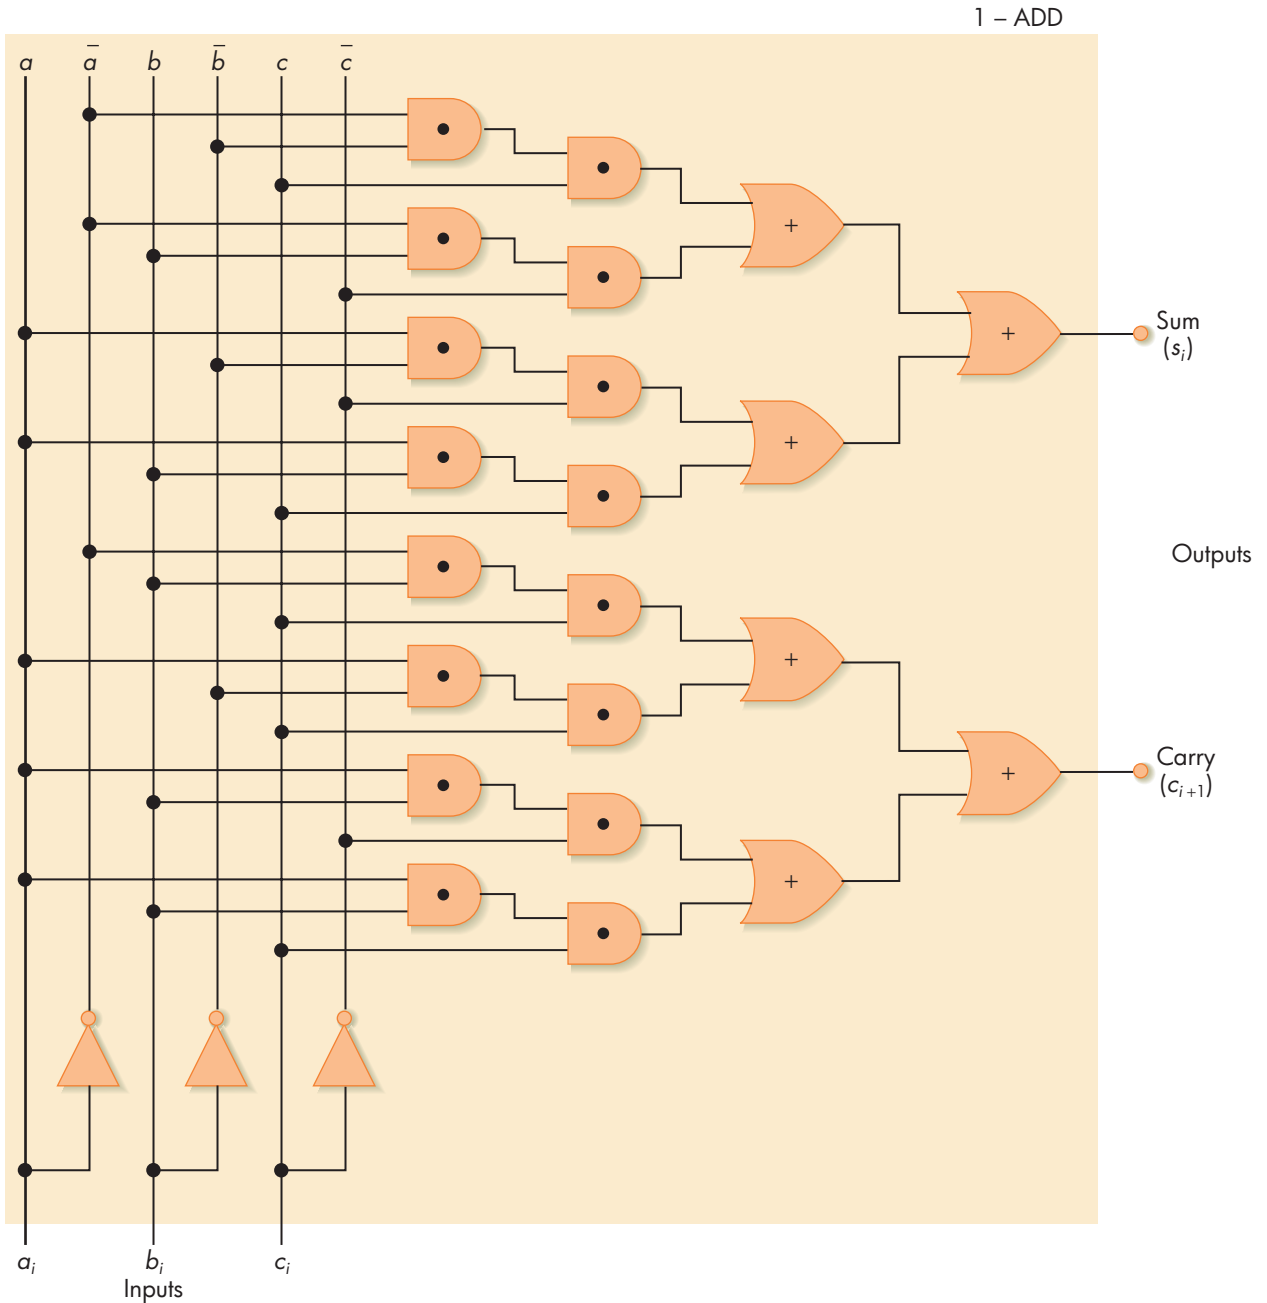 1 – ADD
a a̅ b b̅ c c̅
+
+
Sum
(sᵢ)
+
+
Outputs
+
Carry
(cᵢ₊₁)
+
+
aᵢ bᵢ cᵢ
Inputs